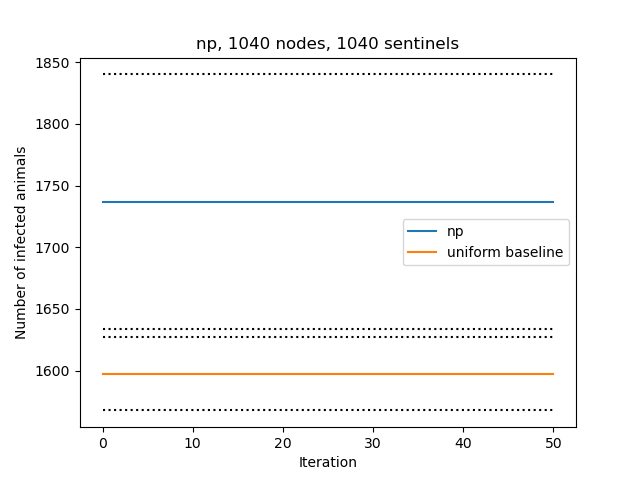 np, 1040 nodes, 1040 sentinels
Number of infected animals
1850
1800
1750
1700
1650
1600
np
uniform baseline
0 10 20 30 40 50
Iteration